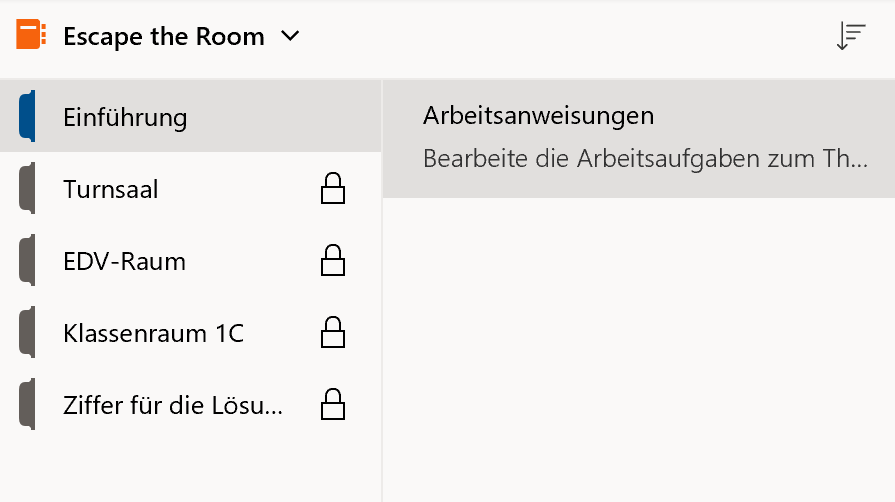 Escape the Room
Einführung
Turnsaal
EDV-Raum
Klassenraum 1C
Ziffer für die Lösu...
Arbeitsanweisungen
Bearbeite die Arbeitsaufgaben zum Th...